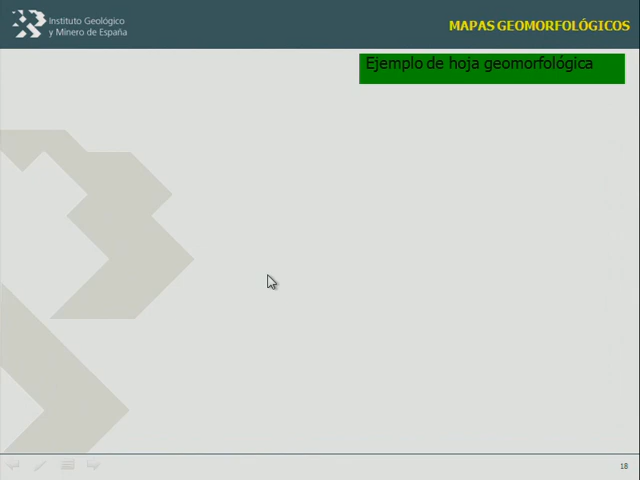 Instituto Geológico
y Minero de España
MAPAS GEOMORFOLÓGICOS
Ejemplo de hoja geomorfológica
18